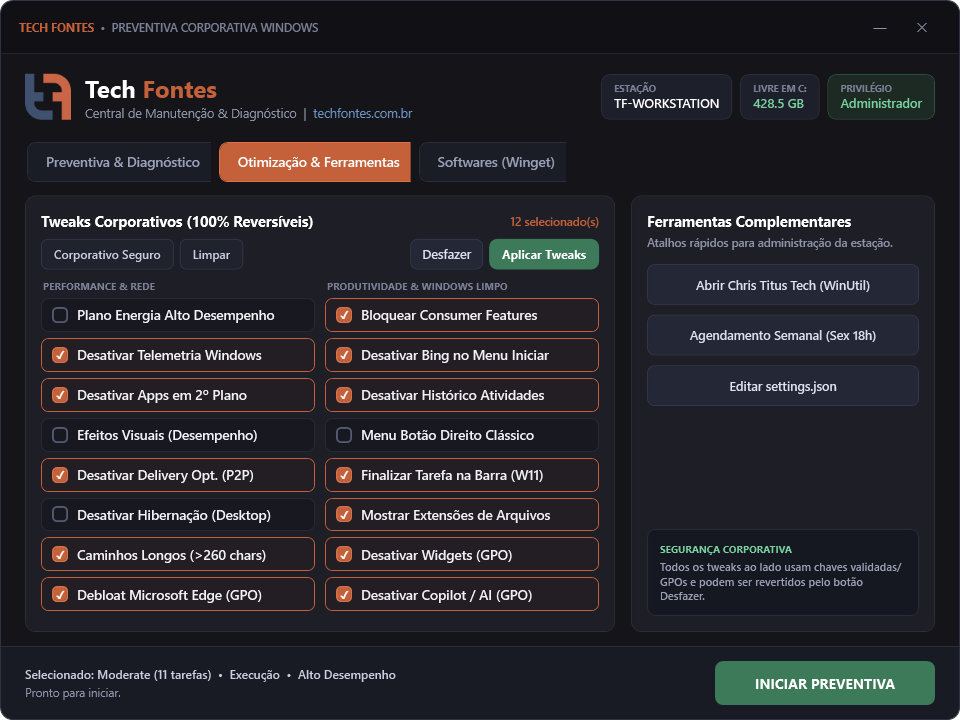 TECH FONTES • PREVENTIVA CORPORATIVA WINDOWS
Tech Fontes
Central de Manutenção & Diagnóstico | techfontes.com.br
ESTAÇÃO
TF-WORKSTATION
LIVRE EM C:
428.5 GB
PRIVILÉGIO
Administrador
Preventiva & Diagnóstico
Otimização & Ferramentas
Softwares (Winget)
Tweaks Corporativos (100% Reversíveis)
12 selecionado(s)
Corporativo Seguro
Limpar
Desfazer
Aplicar Tweaks
PERFORMANCE & REDE
Plano Energia Alto Desempenho
Desativar Telemetria Windows
Desativar Apps em 2º Plano
Efeitos Visuais (Desempenho)
Desativar Delivery Opt. (P2P)
Desativar Hibernação (Desktop)
Caminhos Longos (>260 chars)
Debloat Microsoft Edge (GPO)
PRODUTIVIDADE & WINDOWS LIMPO
Bloquear Consumer Features
Desativar Bing no Menu Iniciar
Desativar Histórico Atividades
Menu Botão Direito Clássico
Finalizar Tarefa na Barra (W11)
Mostrar Extensões de Arquivos
Desativar Widgets (GPO)
Desativar Copilot / AI (GPO)
Ferramentas Complementares
Atalhos rápidos para administração da estação.
Abrir Chris Titus Tech (WinUtil)
Agendamento Semanal (Sex 18h)
Editar settings.json
SEGURANÇA CORPORATIVA
Todos os tweaks ao lado usam chaves validadas/
GPOs e podem ser revertidos pelo botão
Desfazer.
Selecionado: Moderate (11 tarefas) • Execução • Alto Desempenho
Pronto para iniciar.
INICIAR PREVENTIVA